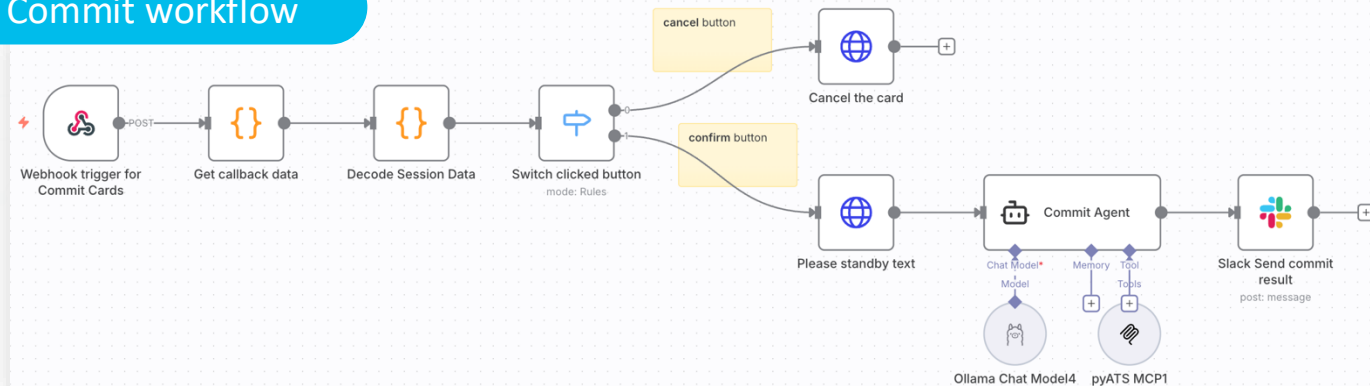 Commit workflow
cancel button
Cancel the card
POST
Webhook trigger for
Commit Cards
Get callback data
Decode Session Data
Switch clicked button
mode: Rules
0
1
confirm button
Please standby text
Commit Agent
Chat Model*
Memory
Tool
Model
Tools
Ollama Chat Model4
pyATS MCP1
Slack Send commit
result
post: message